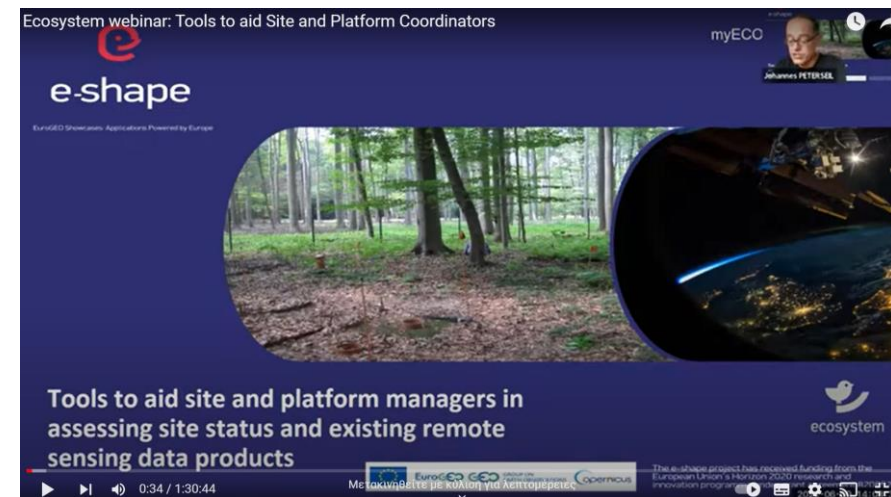 Ecosystem webinar: Tools to aid Site and Platform Coordinators
myECO
Johannes PETERSEIL
e-shape
EuroGEO Showcases: Applications Powered by Europe
Tools to aid site and platform managers in
assessing site status and existing remote
sensing data products
ecosystem
EuroGEO GEO GROUP ON
Copernicus
The e-shape project has received funding from the
European Union's Horizon 2020 research and
innovation
0:34 / 1:30:44
Μετακινηθείτε με κύλιση για λεπτομέρειες